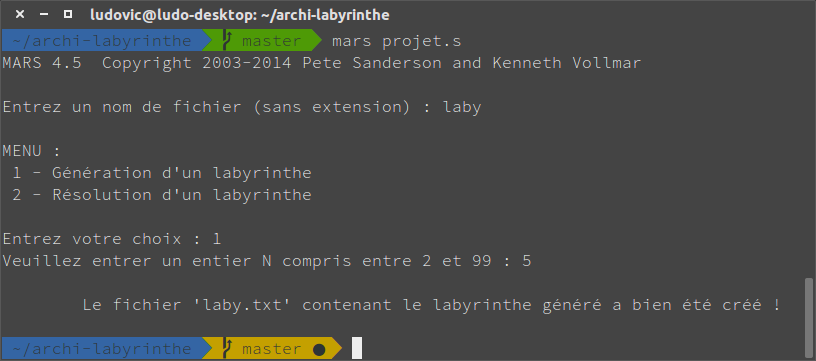 ludovic@ludo-desktop: ~/archi-labyrinthe
~/archi-labyrinthe master mars projet.s
MARS 4.5 Copyright 2003-2014 Pete Sanderson and Kenneth Vollmar
Entrez un nom de fichier (sans extension) : laby
MENU :
1 - Génération d'un labyrinthe
2 - Résolution d'un labyrinthe
Entrez votre choix : 1
Veuillez entrer un entier N compris entre 2 et 99 : 5
Le fichier 'laby.txt' contenant le labyrinthe généré a bien été créé !
~/archi-labyrinthe master ●